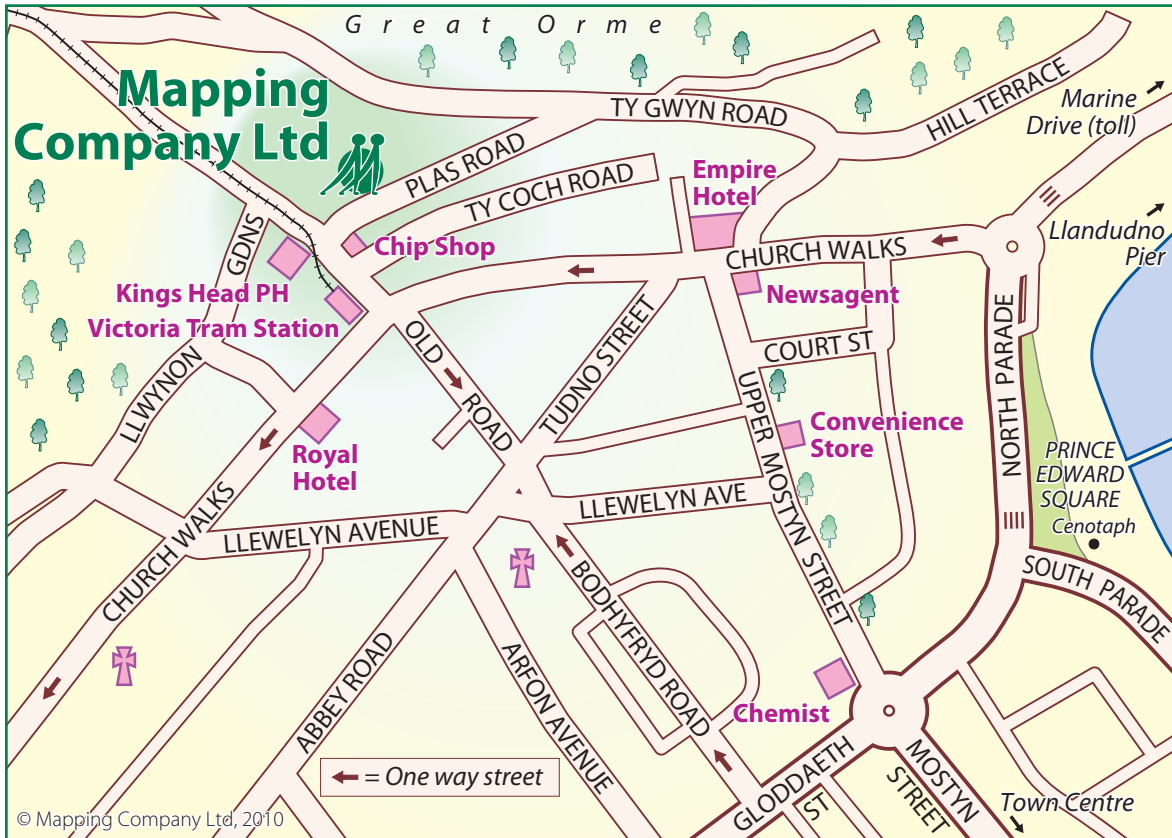 Great Orme
Mapping
Company Ltd
TY GWYN ROAD
HILL TERRACE
Marine
Drive (toll)
PLAS ROAD
TY COCH ROAD
Empire
Hotel
Llandudno
Pier
GDNS
Chip Shop
CHURCH WALKS
Kings Head PH
Newsagent
Victoria Tram Station
OLD ROAD
TUDNO STREET
COURT ST
NORTH PARADE
LLWYNON
UPPER MOSTYN STREET
Convenience
Store
Royal
Hotel
PRINCE
EDWARD
SQUARE
Cenotaph
CHURCH WALKS
LLEWELYN AVENUE
LLEWELYN AVE
SOUTH PARADE
BODHYFRYD ROAD
ABBEY ROAD
ARFON AVENUE
Chemist
= One way street
GLODDAETH
ST
MOSTYN
STREET
Town Centre
© Mapping Company Ltd, 2010